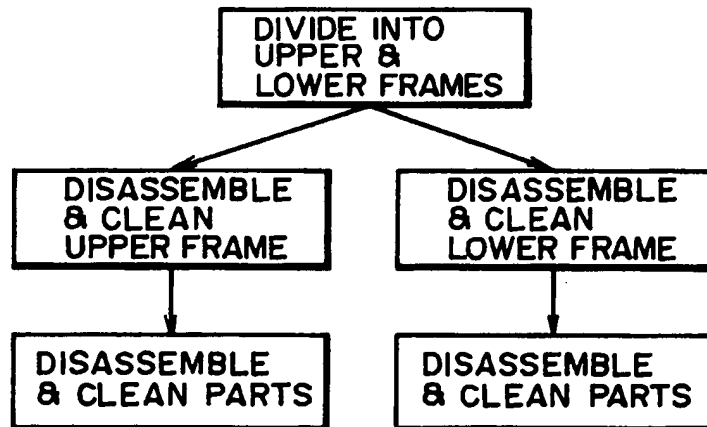 DIVIDE INTO
UPPER &
LOWER FRAMES
DISASSEMBLE
& CLEAN
UPPER FRAME
DISASSEMBLE
& CLEAN
LOWER FRAME
DISASSEMBLE
& CLEAN PARTS
DISASSEMBLE
& CLEAN PARTS